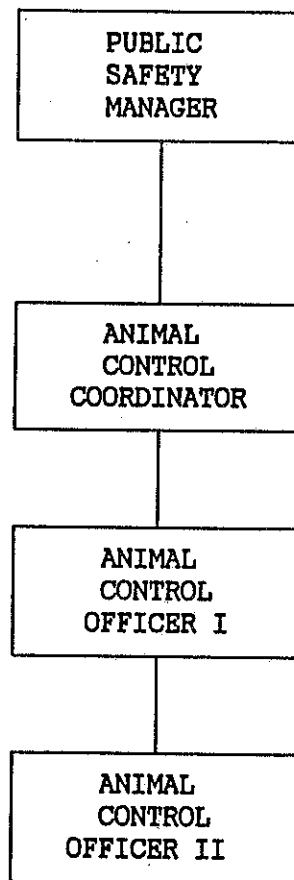 PUBLIC
SAFETY
MANAGER
ANIMAL
CONTROL
COORDINATOR
ANIMAL
CONTROL
OFFICER I
ANIMAL
CONTROL
OFFICER II